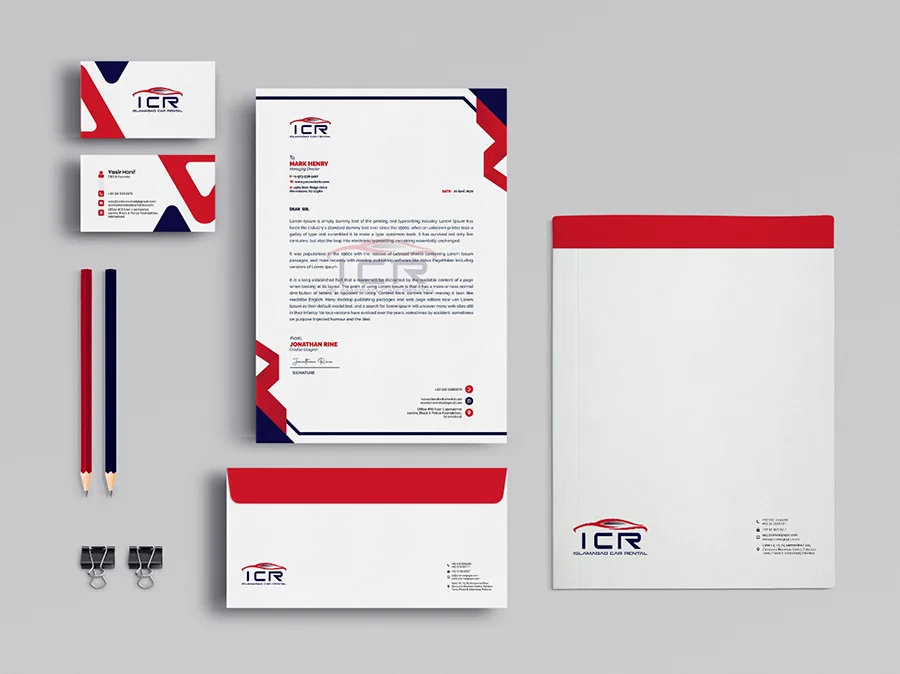 ICR
ISLAMABAD CAR RENTAL
Yasir Hanif
CEO & Founder
ICR
ISLAMABAD CAR RENTAL
To,
MARK HENRY
Managing Director
DATE:
DEAR SIR,
Lorem Ipsum is simply dummy text of the printing and typesetting industry. Lorem Ipsum has
been the industry's standard dummy text ever since the 1500s, when an unknown printer took a
galley of type and scrambled it to make a type specimen book. It has survived not only five
centuries, but also the leap into electronic typesetting, remaining essentially unchanged.
It was popularised in the 1960s with the release of Letraset sheets containing Lorem Ipsum
passages, and more recently with desktop publishing software like Aldus PageMaker including
versions of Lorem Ipsum.
It is a long established fact that a reader will be distracted by the readable content of a page
when looking at its layout. The point of using Lorem Ipsum is that it has a more-or-less normal
distribution of letters, as opposed to using 'Content here, content here', making it look like
readable English. Many desktop publishing packages and web page editors now use Lorem
Ipsum as their default model text, and a search for lorem ipsum will uncover many web sites still
in their infancy. Various versions have evolved over the years, sometimes by accident, sometimes
on purpose (injected humour and the like).
ICR
From,
JONATHAN RINE
Creative Designer
Jonathan Rine
SIGNATURE
ICR
ISLAMABAD CAR RENTAL
ICR
ISLAMABAD CAR RENTAL